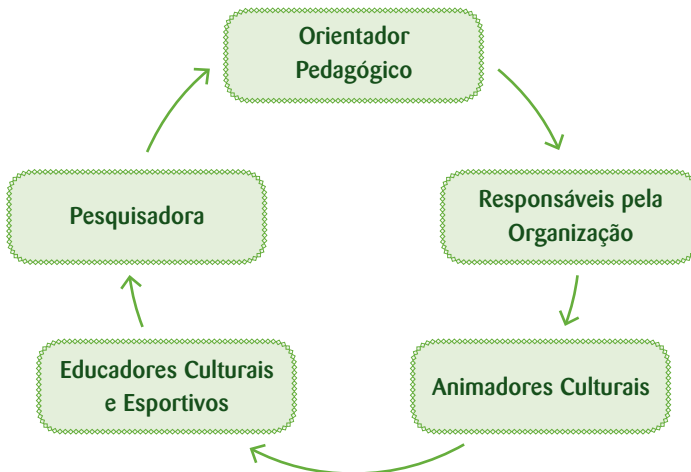 Orientador
Pedagógico
Responsáveis pela
Organização
Animadores Culturais
Educadores Culturais
e Esportivos
Pesquisadora